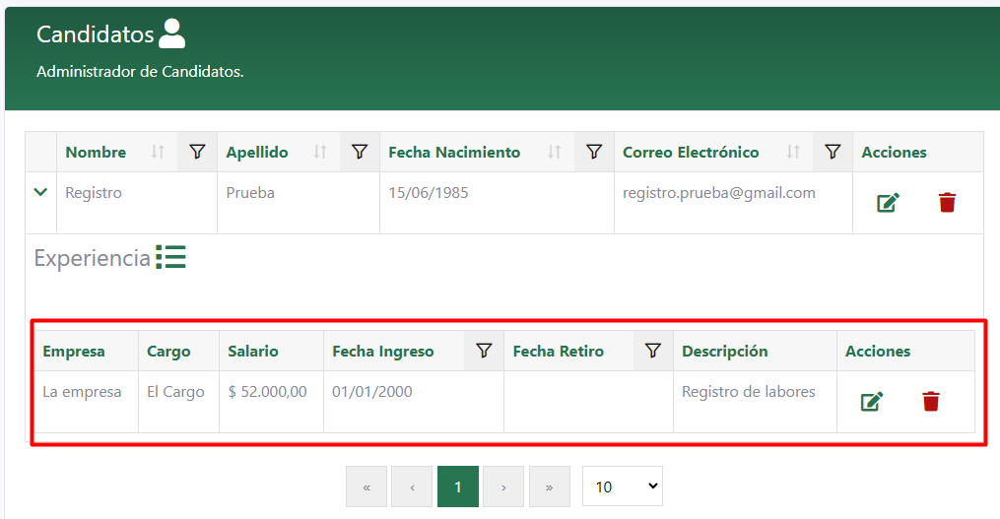 Candidatos
Administrador de Candidatos.
Nombre Apellido Fecha Nacimiento Correo Electrónico Acciones
Registro Prueba 15/06/1985 registro.prueba@gmail.com
Experiencia
Empresa Cargo Salario Fecha Ingreso Fecha Retiro Descripción Acciones
La empresa El Cargo $ 52.000,00 01/01/2000 Registro de labores
« ‹ 1 › » 10